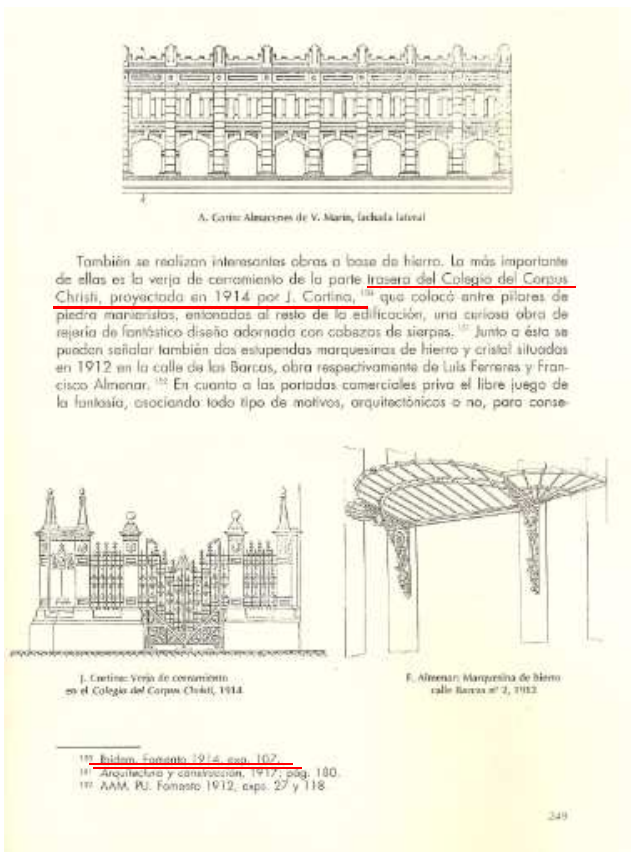 A. Gorin: Almacenes de V. Marin, fachada lateral
También se realizan interesantes obras a base de hierro. La más importante
de ellas es la verja de cerramiento de la parte trasera del Colegio del Corpus
Christi, proyectada en 1914 por J. Cortina, que colocó entre pilares de
piedra manieristas, entonados al resto de la edificación, una curiosa obra de
rejería de fantástico diseño adornada con cabezas de sierpes. Junto a ésta se
pueden señalar también dos estupendas marquesinas de hierro y cristal situadas
en 1912 en la calle de las Barcas, obra respectivamente de Luis Ferreres y Fran-
cisco Almenar. En cuanto a las portadas comerciales priva el libre juego de
la fantasía, asociando todo tipo de motivos, arquitectónicos o no, para conse-
J. Cortina: Verja de cerramiento
en el Colegio del Corpus Christi, 1914
F. Almenar: Marquesina de hierro
calle Barcas nº 2, 1912
Ibidem. Fomento 1914, exp. 107.
Arquitectura y construcción, 1917; pág. 180.
AAM. PU. Fomento 1912, exps. 27 y 118
249